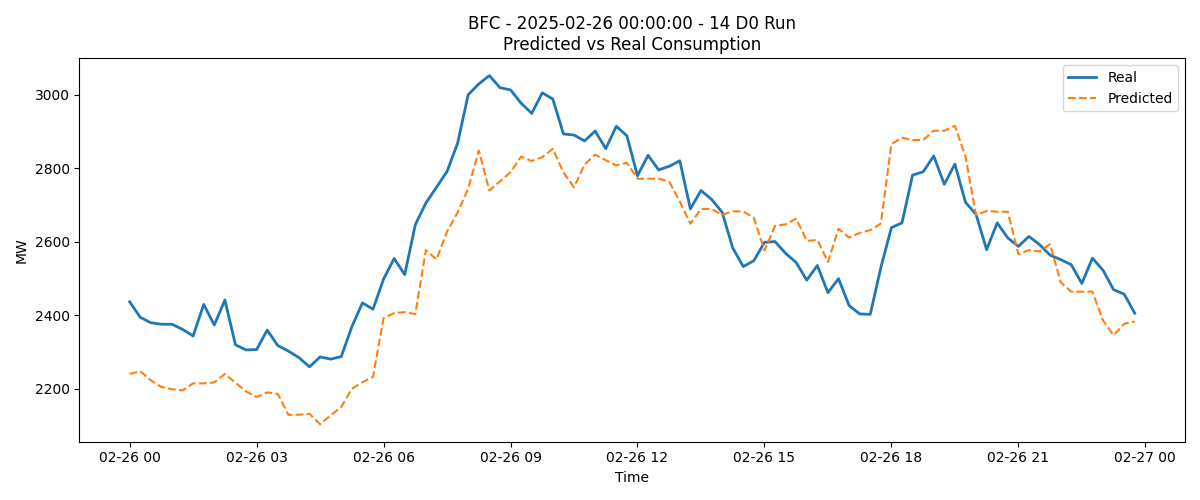 BFC - 2025-02-26 00:00:00 - 14 D0 Run
Predicted vs Real Consumption
Real
Predicted
MW
3000
2800
2600
2400
2200
02-26 00
02-26 03
02-26 06
02-26 09
02-26 12
02-26 15
02-26 18
02-26 21
02-27 00
Time